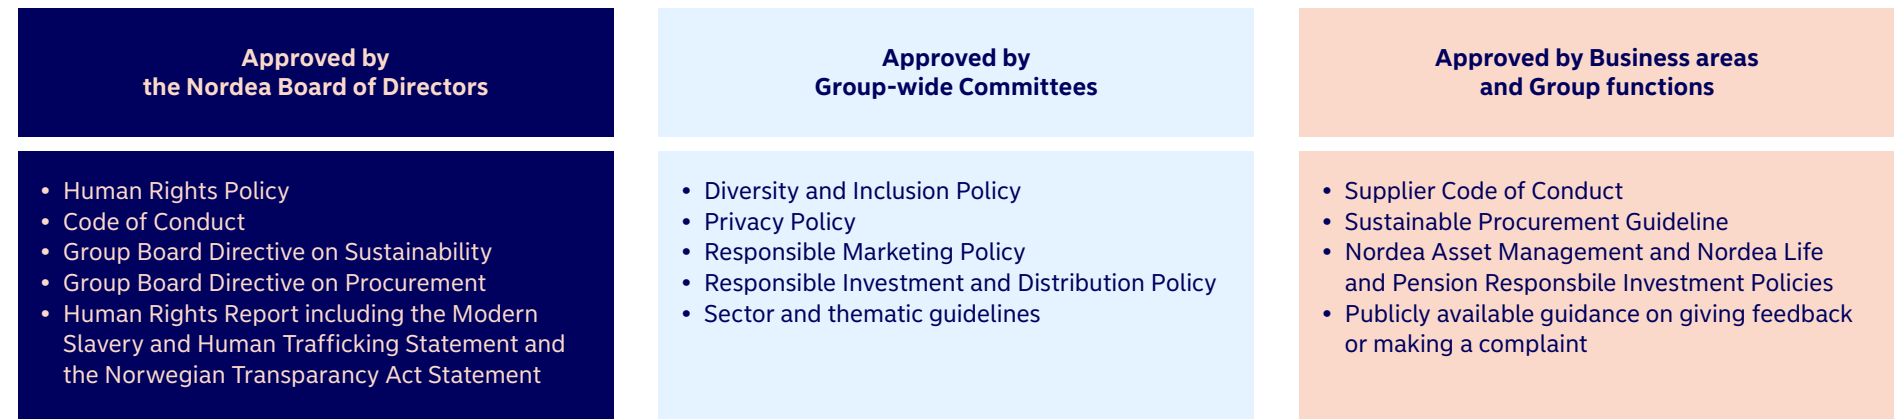 Approved by
the Nordea Board of Directors
• Human Rights Policy
• Code of Conduct
• Group Board Directive on Sustainability
• Group Board Directive on Procurement
• Human Rights Report including the Modern
Slavery and Human Trafficking Statement and
the Norwegian Transparancy Act Statement
Approved by
Group-wide Committees
• Diversity and Inclusion Policy
• Privacy Policy
• Responsible Marketing Policy
• Responsible Investment and Distribution Policy
• Sector and thematic guidelines
Approved by Business areas
and Group functions
• Supplier Code of Conduct
• Sustainable Procurement Guideline
• Nordea Asset Management and Nordea Life
and Pension Responsbile Investment Policies
• Publicly available guidance on giving feedback
or making a complaint